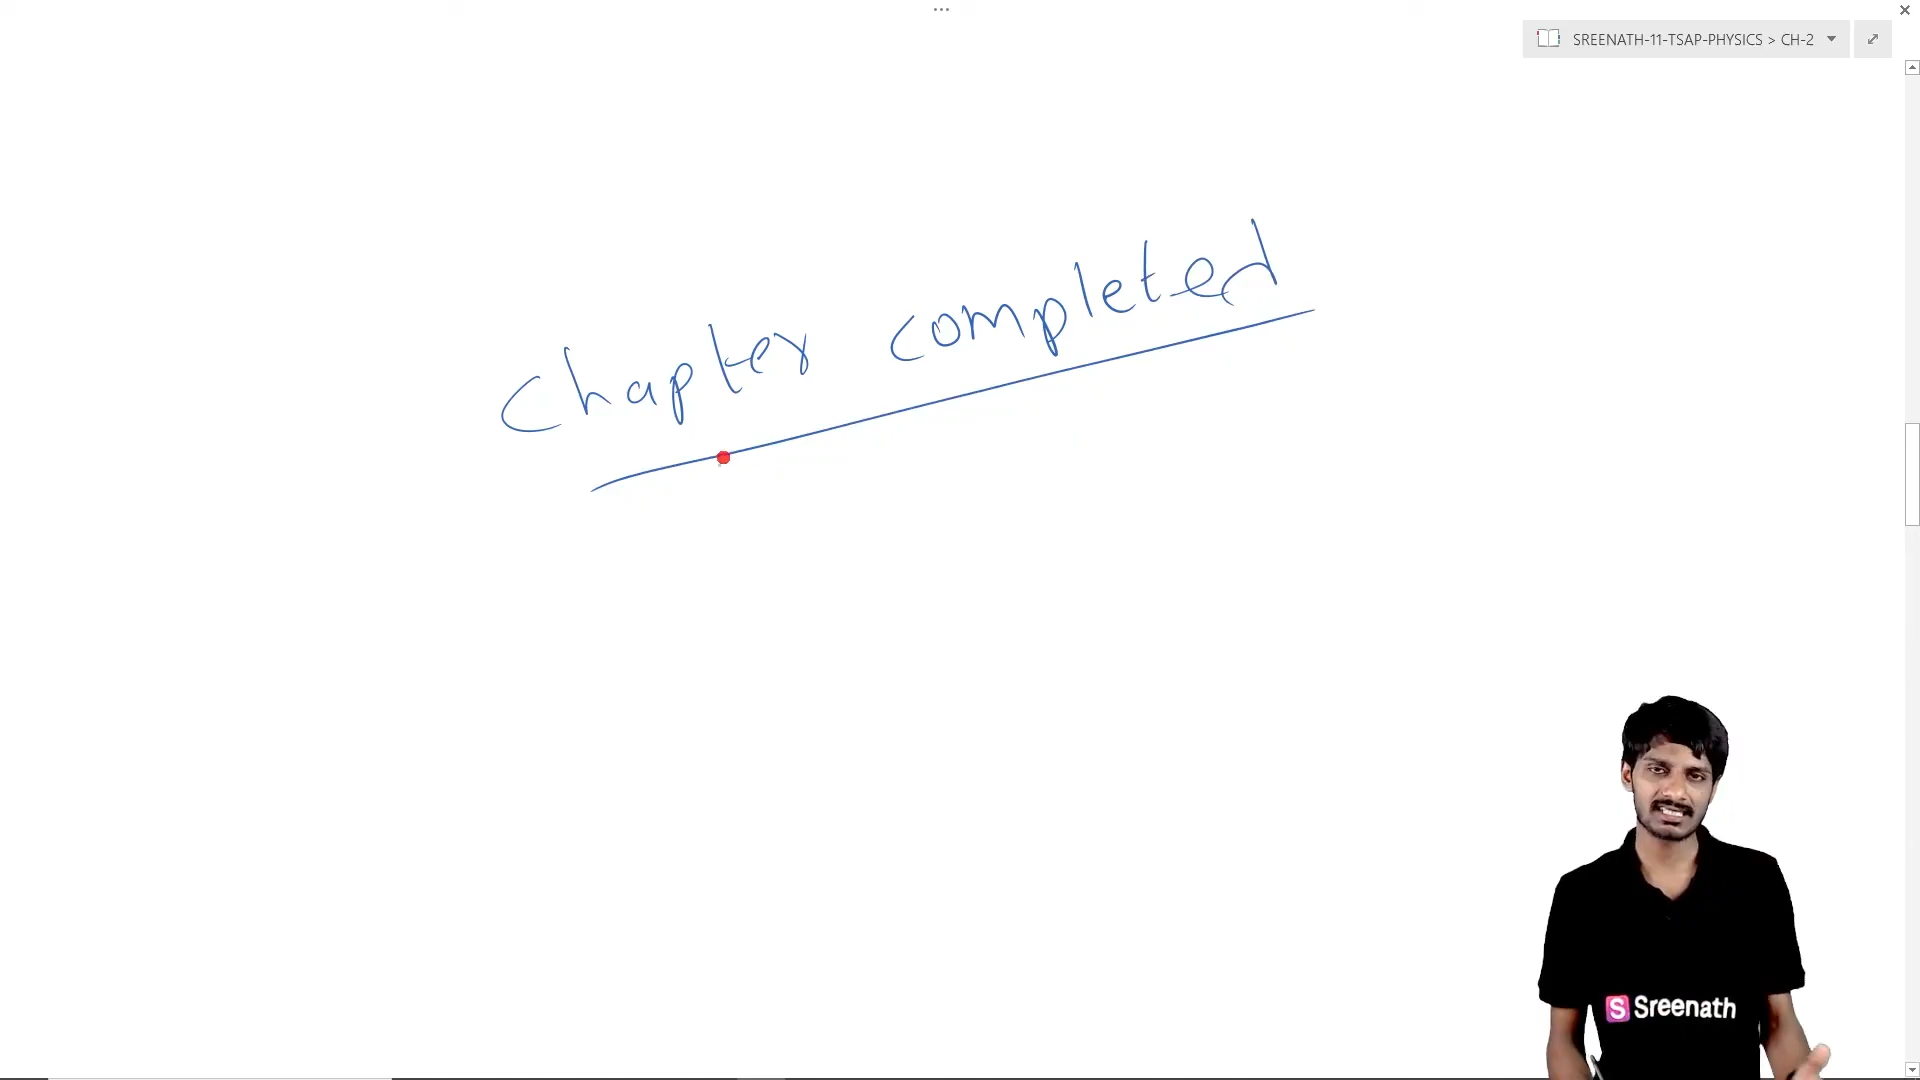 ...
SREENATH-11-TSAP-PHYSICS > CH-2
chapter completed
S Sreenath